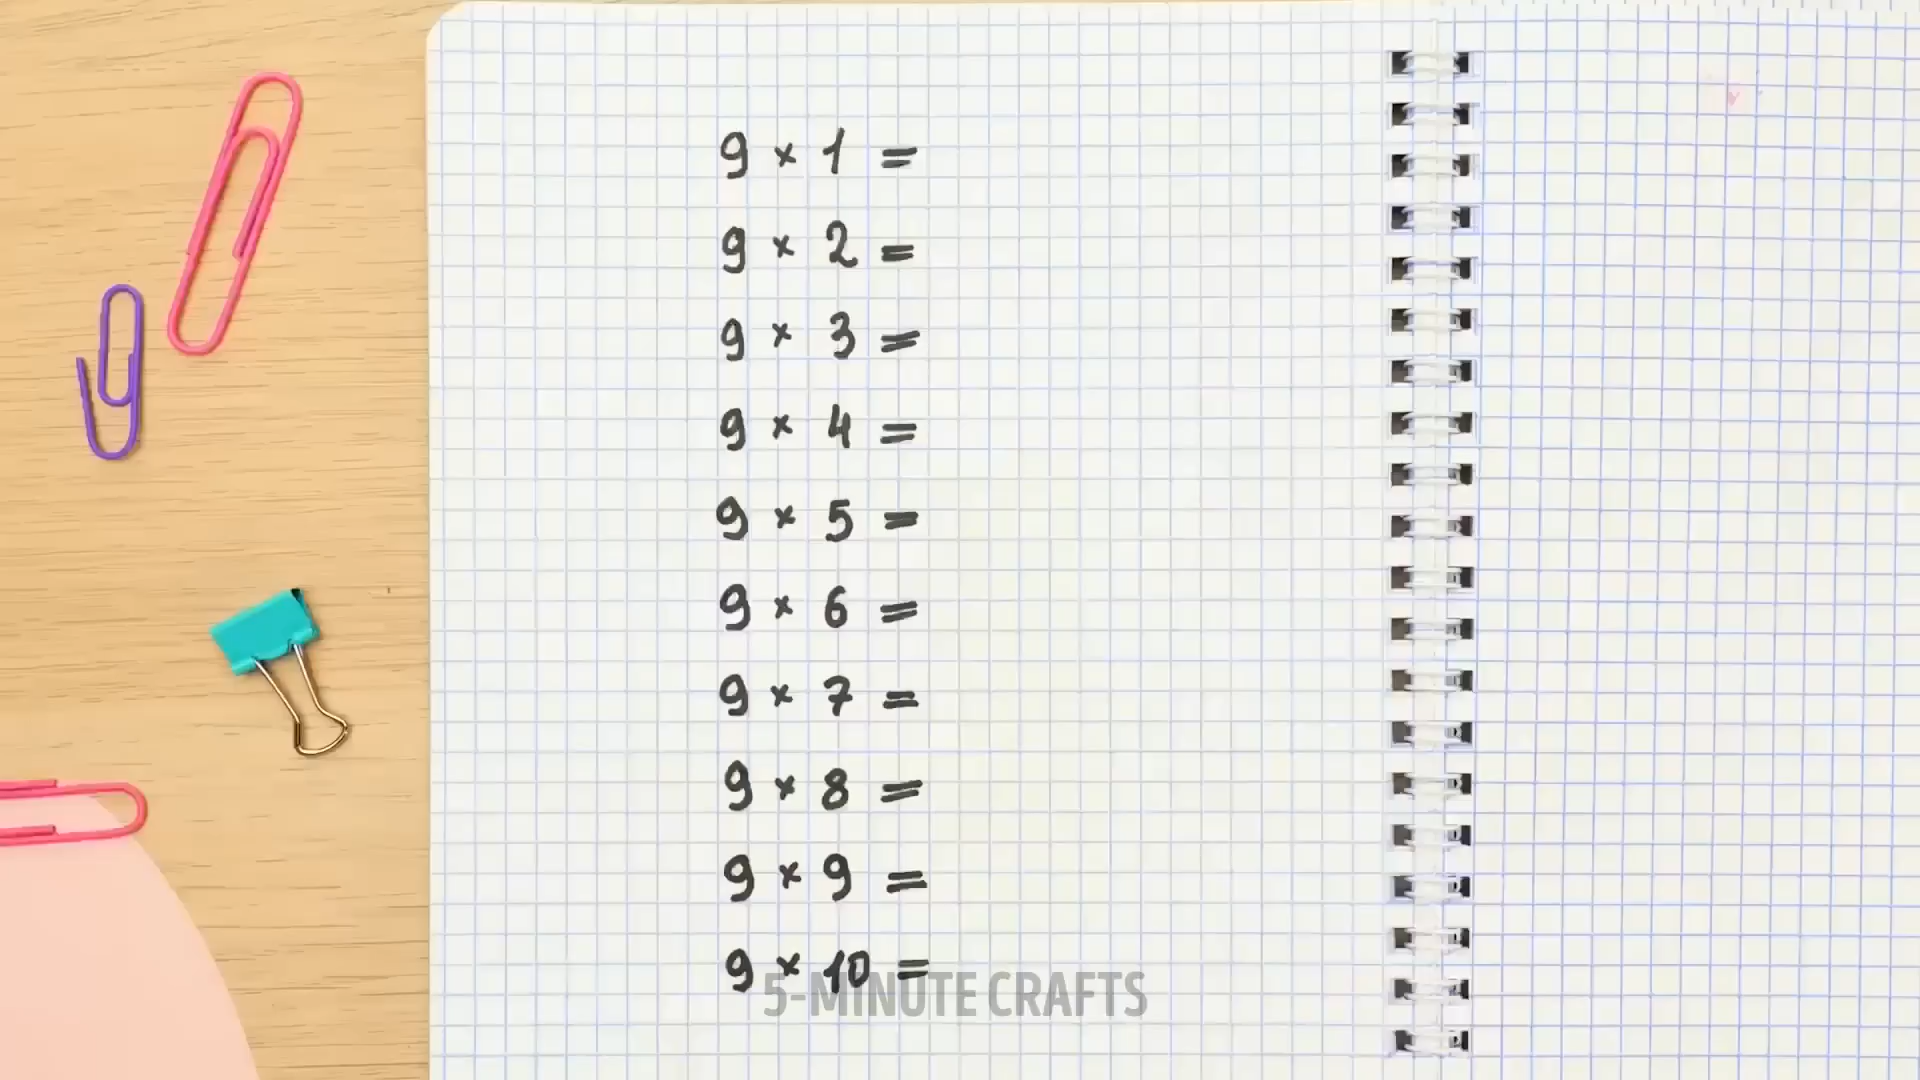 9 × 1 =
9 × 2 =
9 × 3 =
9 × 4 =
9 × 5 =
9 × 6 =
9 × 7 =
9 × 8 =
9 × 9 =
9 × 10 =
5-MINUTE CRAFTS